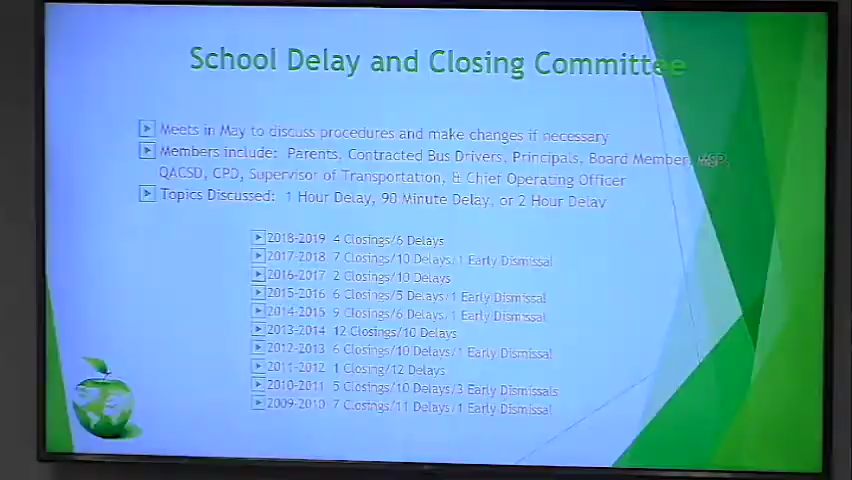 School Delay and Closing Committee
Meets in May to discuss procedures and make changes if necessary
Members include: Parents, Contracted Bus Drivers, Principals, Board Member, MSP,
QACSD, CPD, Supervisor of Transportation, & Chief Operating Officer
Topics Discussed: 1 Hour Delay, 90 Minute Delay, or 2 Hour Delay
2018-2019 4 Closings/6 Delays
2017-2018 7 Closings/10 Delays/1 Early Dismissal
2016-2017 2 Closings/10 Delays
2015-2016 6 Closings/5 Delays/1 Early Dismissal
2014-2015 9 Closings/6 Delays/1 Early Dismissal
2013-2014 12 Closings/10 Delays
2012-2013 6 Closings/10 Delays/1 Early Dismissal
2011-2012 1 Closing/12 Delays
2010-2011 5 Closings/10 Delays/3 Early Dismissals
2009-2010 7 Closings/11 Delays/1 Early Dismissal